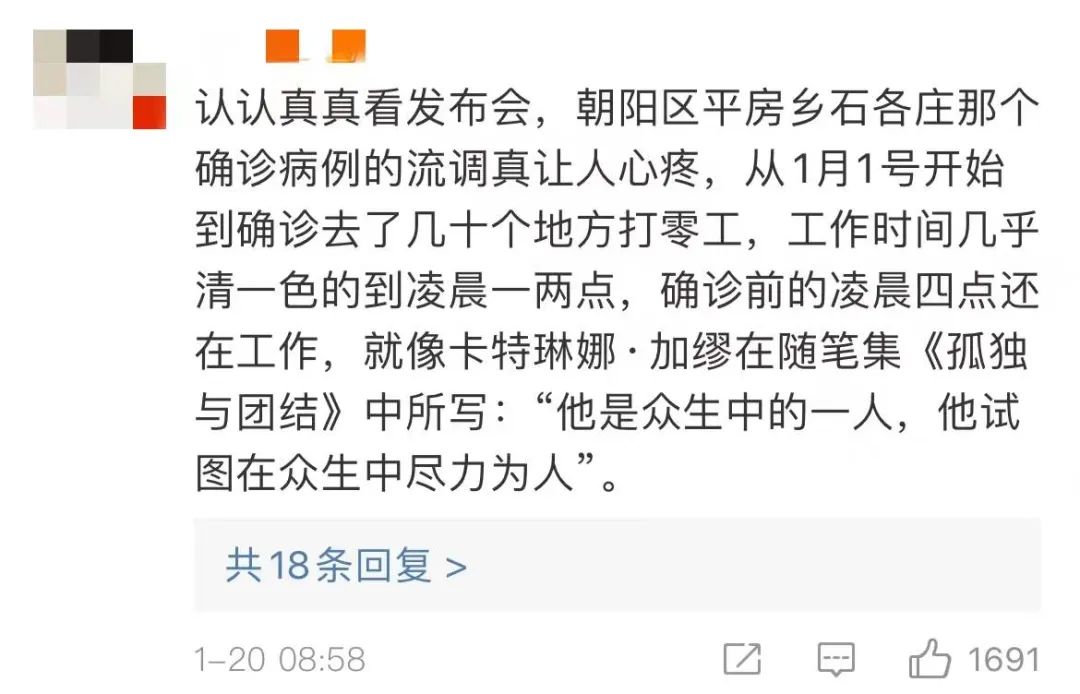 认认真真看发布会，朝阳区平房乡石各庄那个
确诊病例的流调真让人心疼，从1月1号开始
到确诊去了几十个地方打零工，工作时间几乎
清一色的到凌晨一两点，确诊前的凌晨四点还
在工作，就像卡特琳娜·加缪在随笔集《孤独
与团结》中所写：“他是众生中的一人，他试
图在众生中尽力为人”。
共18条回复 >
1-20 08:58
1691